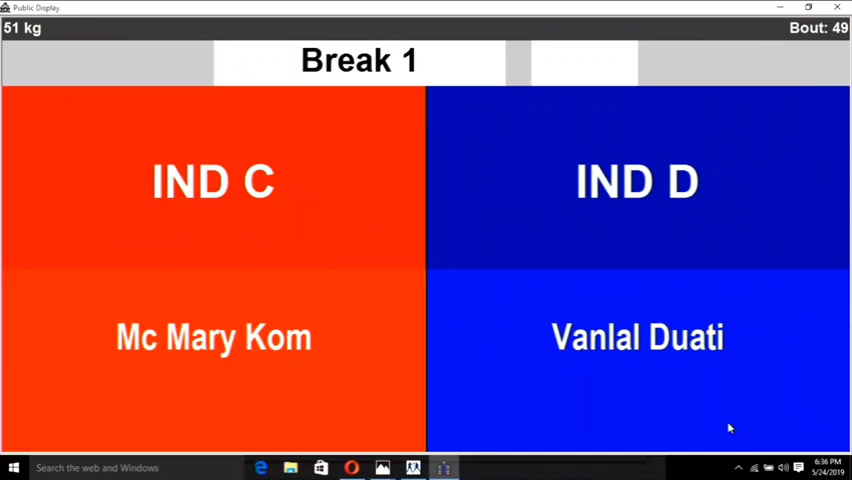 Public Display
51 kg
Bout: 49
Break 1
IND C
IND D
Mc Mary Kom
Vanlal Duati
Search the web and Windows
6:36 PM
5/24/2019